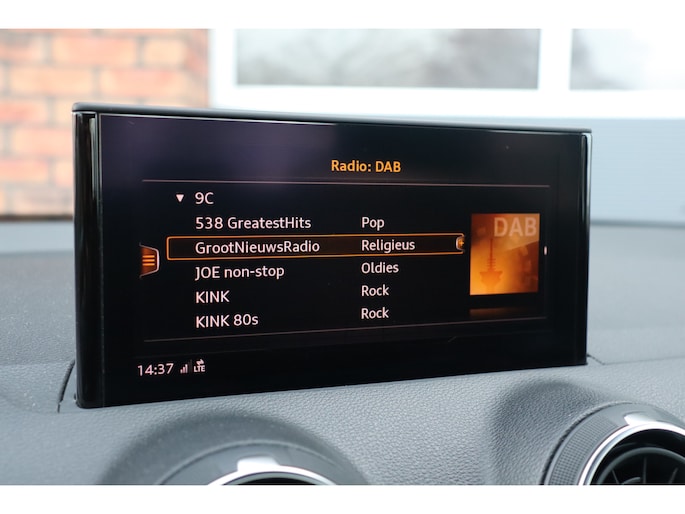 Radio: DAB
▼ 9C
538 GreatestHits Pop
GrootNieuwsRadio Religieus
JOE non-stop Oldies
KINK Rock
KINK 80s Rock
DAB
14:37 LTE